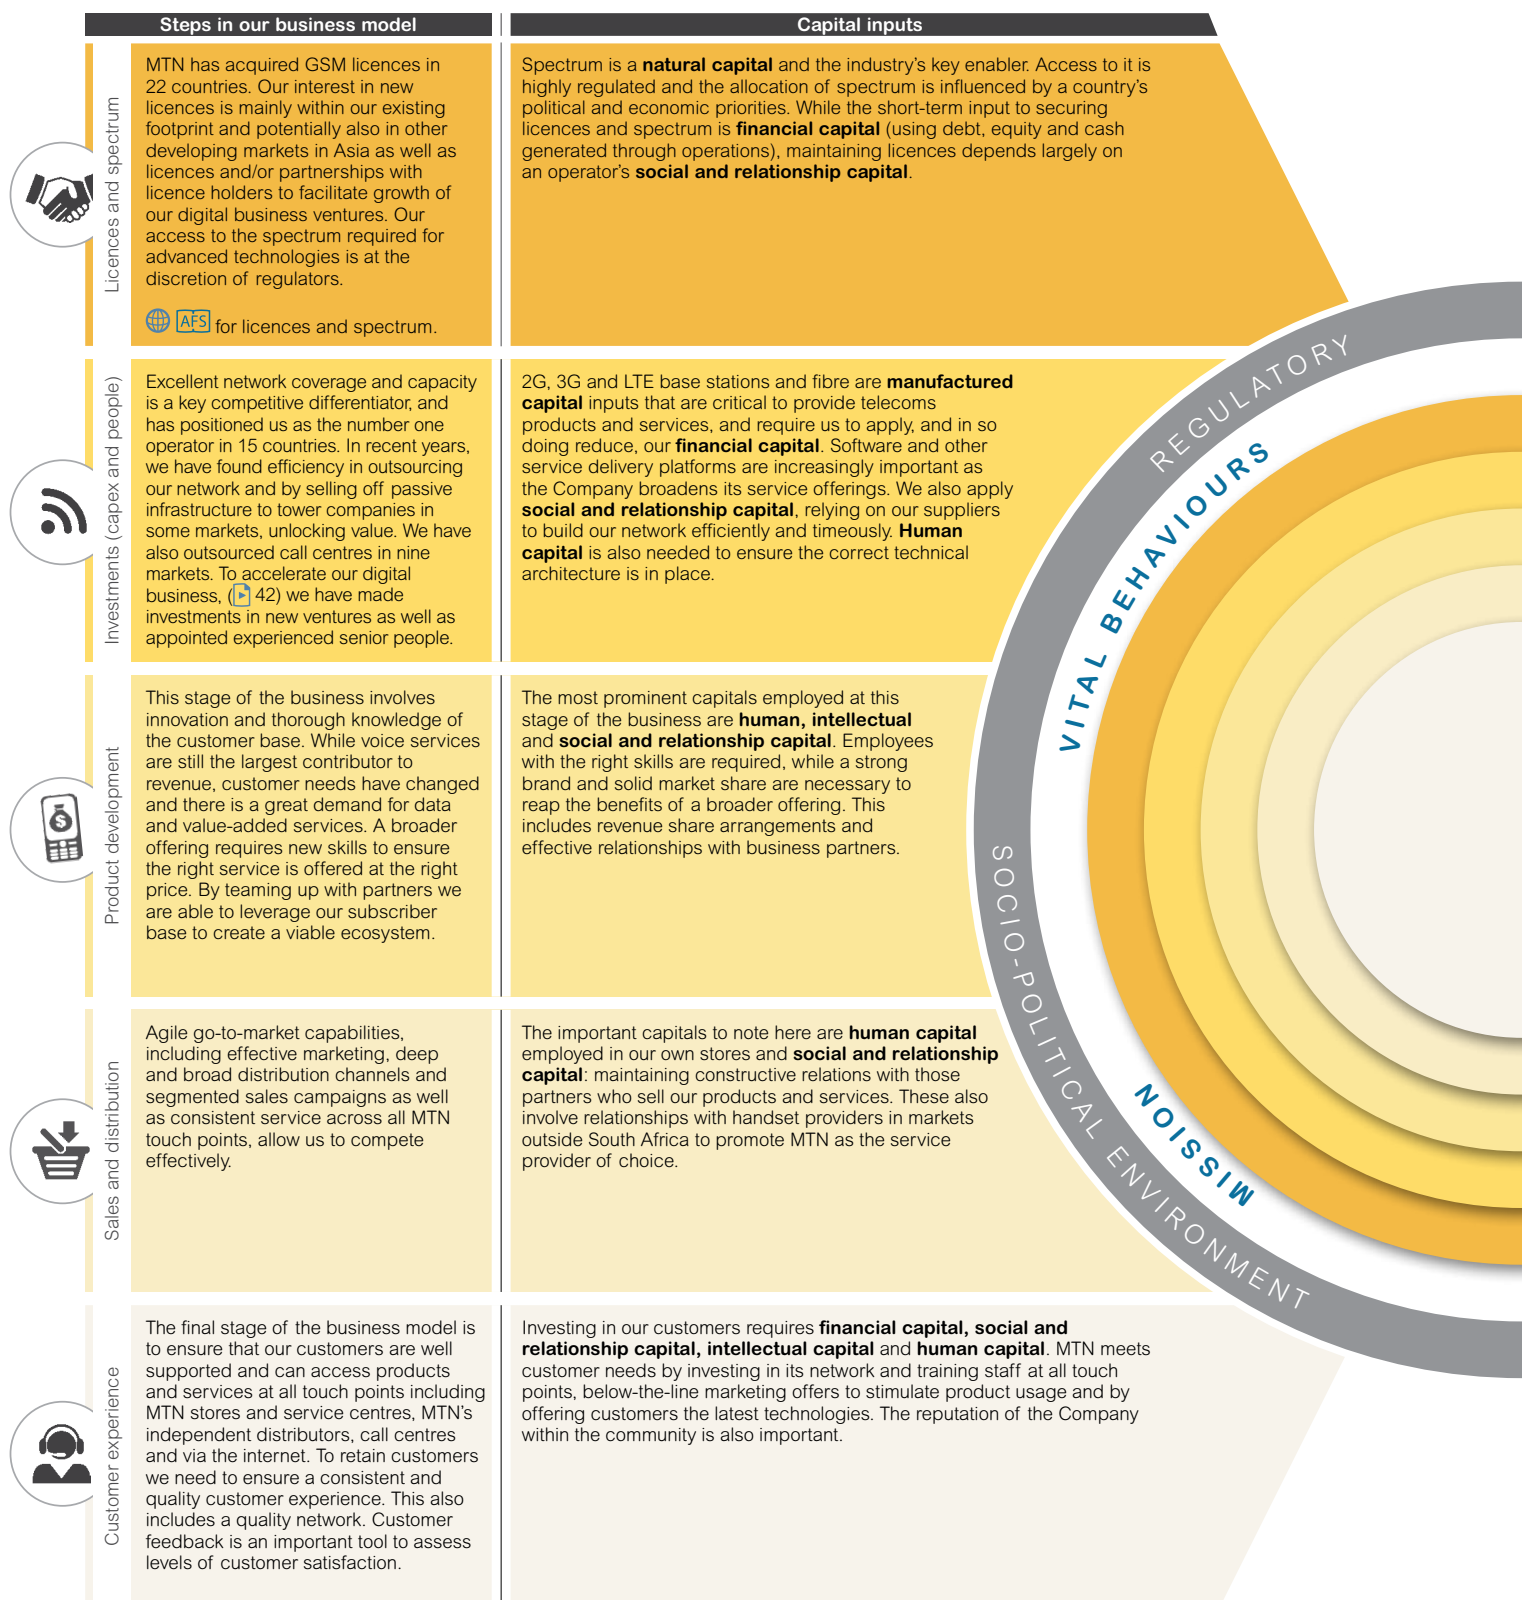 Steps in our business model
Capital inputs
Licences and spectrum
MTN has acquired GSM licences in
22 countries. Our interest in new
licences is mainly within our existing
footprint and potentially also in other
developing markets in Asia as well as
licences and/or partnerships with
licence holders to facilitate growth of
our digital business ventures. Our
access to the spectrum required for
advanced technologies is at the
discretion of regulators.
AFS for licences and spectrum.
Spectrum is a natural capital and the industry's key enabler. Access to it is
highly regulated and the allocation of spectrum is influenced by a country's
political and economic priorities. While the short-term input to securing
licences and spectrum is financial capital (using debt, equity and cash
generated through operations), maintaining licences depends largely on
an operator's social and relationship capital.
Investments (capex and people)
Excellent network coverage and capacity
is a key competitive differentiator, and
has positioned us as the number one
operator in 15 countries. In recent years,
we have found efficiency in outsourcing
our network and by selling off passive
infrastructure to tower companies in
some markets, unlocking value. We have
also outsourced call centres in nine
markets. To accelerate our digital
business, ( 42) we have made
investments in new ventures as well as
appointed experienced senior people.
2G, 3G and LTE base stations and fibre are manufactured
capital inputs that are critical to provide telecoms
products and services, and require us to apply, and in so
doing reduce, our financial capital. Software and other
service delivery platforms are increasingly important as
the Company broadens its service offerings. We also apply
social and relationship capital, relying on our suppliers
to build our network efficiently and timeously. Human
capital is also needed to ensure the correct technical
architecture is in place.
Product development
This stage of the business involves
innovation and thorough knowledge of
the customer base. While voice services
are still the largest contributor to
revenue, customer needs have changed
and there is a great demand for data
and value-added services. A broader
offering requires new skills to ensure
the right service is offered at the right
price. By teaming up with partners we
are able to leverage our subscriber
base to create a viable ecosystem.
The most prominent capitals employed at this
stage of the business are human, intellectual
and social and relationship capital. Employees
with the right skills are required, while a strong
brand and solid market share are necessary to
reap the benefits of a broader offering. This
includes revenue share arrangements and
effective relationships with business partners.
Sales and distribution
Agile go-to-market capabilities,
including effective marketing, deep
and broad distribution channels and
segmented sales campaigns as well
as consistent service across all MTN
touch points, allow us to compete
effectively.
The important capitals to note here are human capital
employed in our own stores and social and relationship
capital: maintaining constructive relations with those
partners who sell our products and services. These also
involve relationships with handset providers in markets
outside South Africa to promote MTN as the service
provider of choice.
Customer experience
The final stage of the business model is
to ensure that our customers are well
supported and can access products
and services at all touch points including
MTN stores and service centres, MTN's
independent distributors, call centres
and via the internet. To retain customers
we need to ensure a consistent and
quality customer experience. This also
includes a quality network. Customer
feedback is an important tool to assess
levels of customer satisfaction.
Investing in our customers requires financial capital, social and
relationship capital, intellectual capital and human capital. MTN meets
customer needs by investing in its network and training staff at all touch
points, below-the-line marketing offers to stimulate product usage and by
offering customers the latest technologies. The reputation of the Company
within the community is also important.
REGULATORY
VITAL BEHAVIOURS
SOCIO-POLITICAL ENVIRONMENT
MISSION